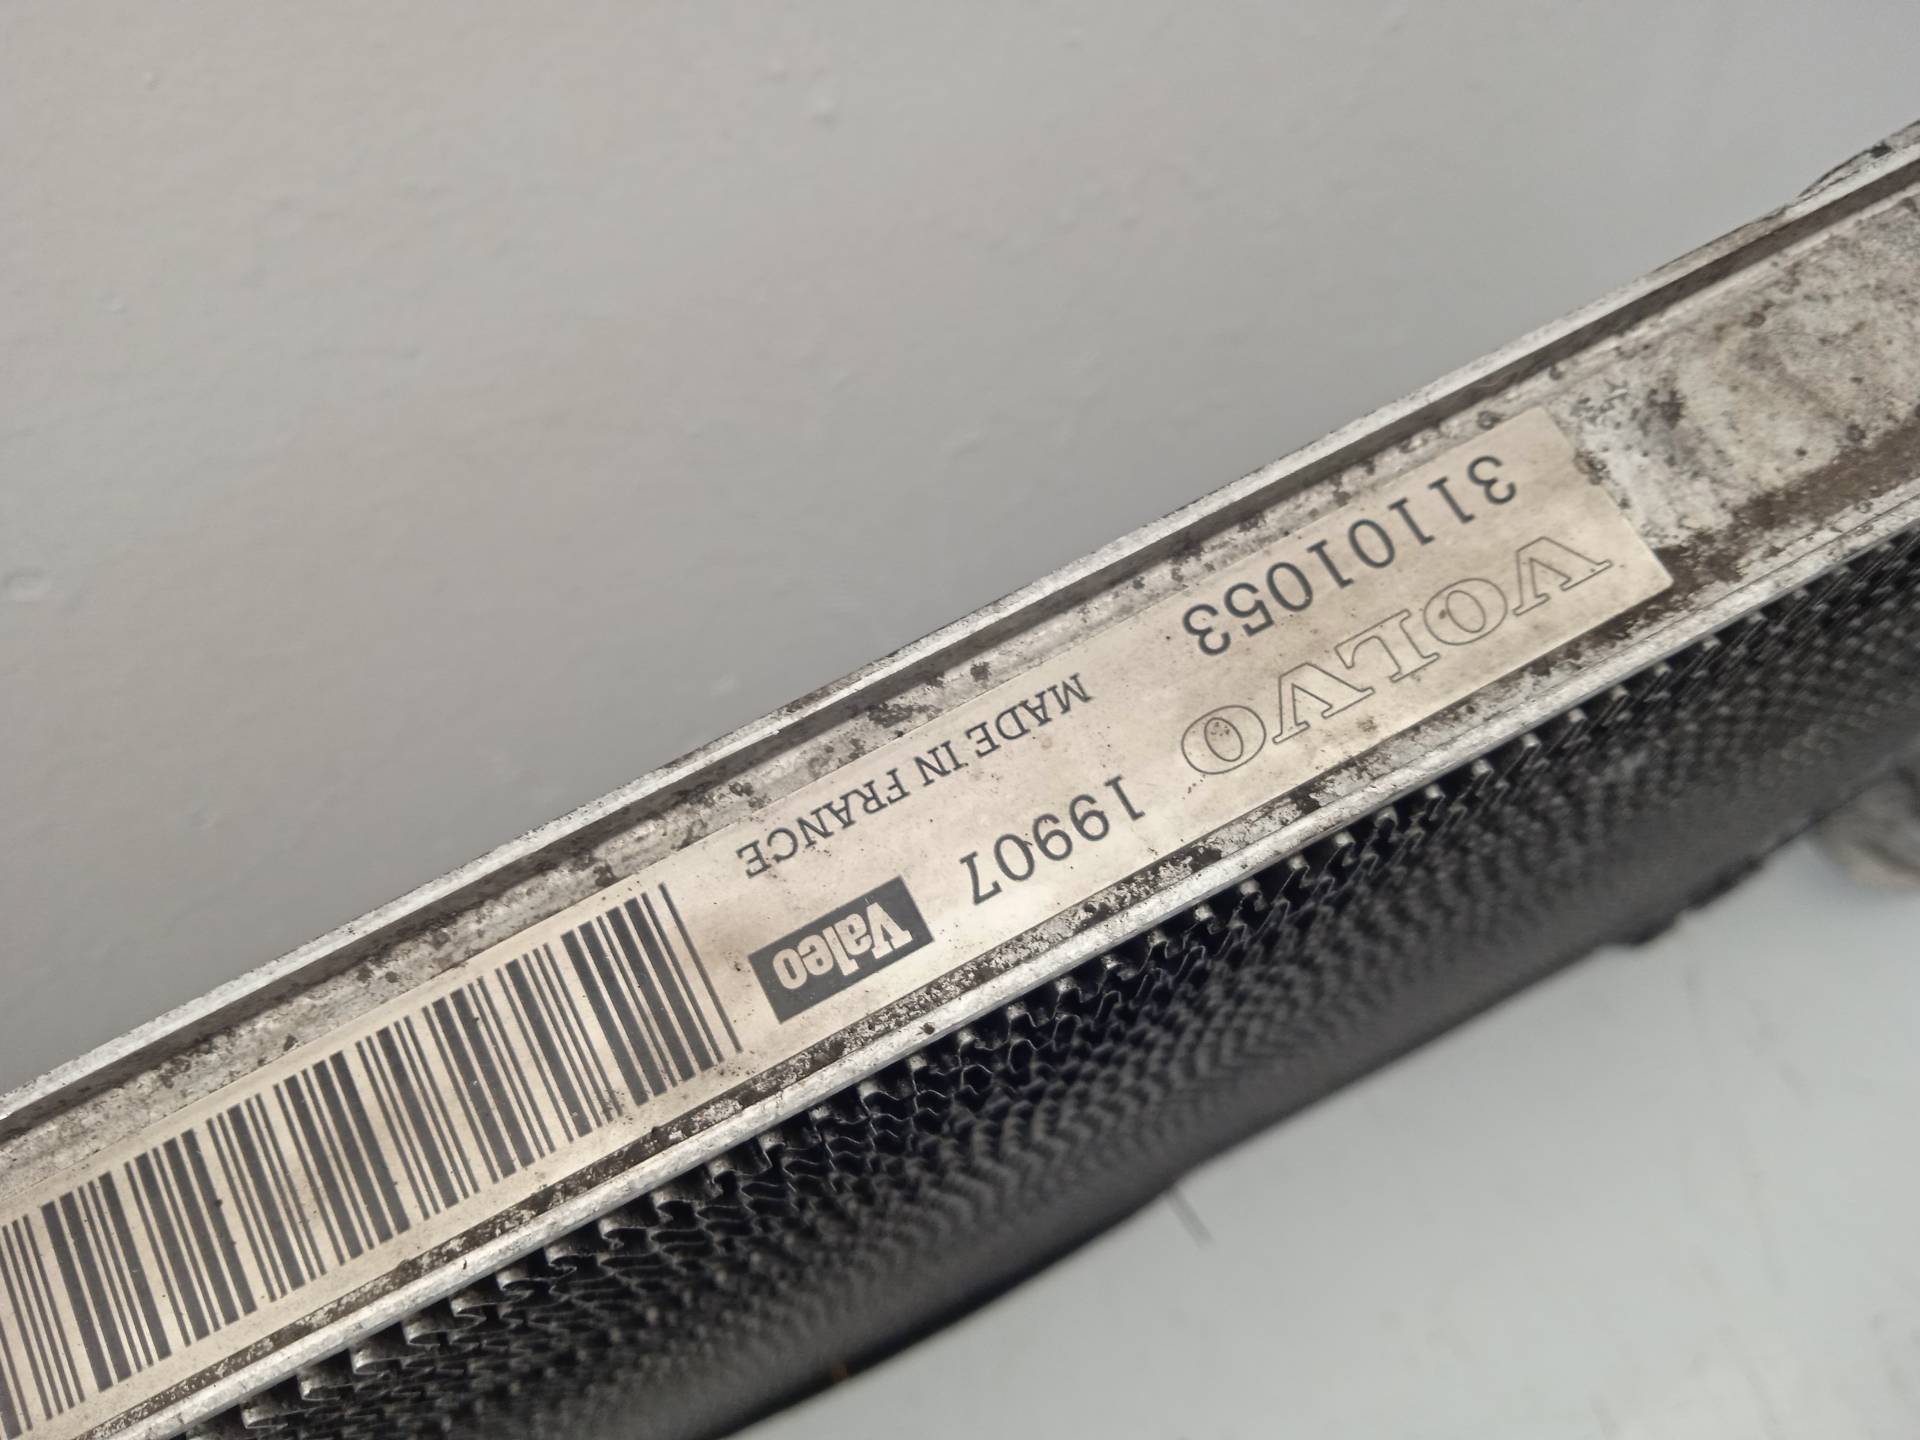 VOLVO
31101053
19907
MADE IN FRANCE
Valeo